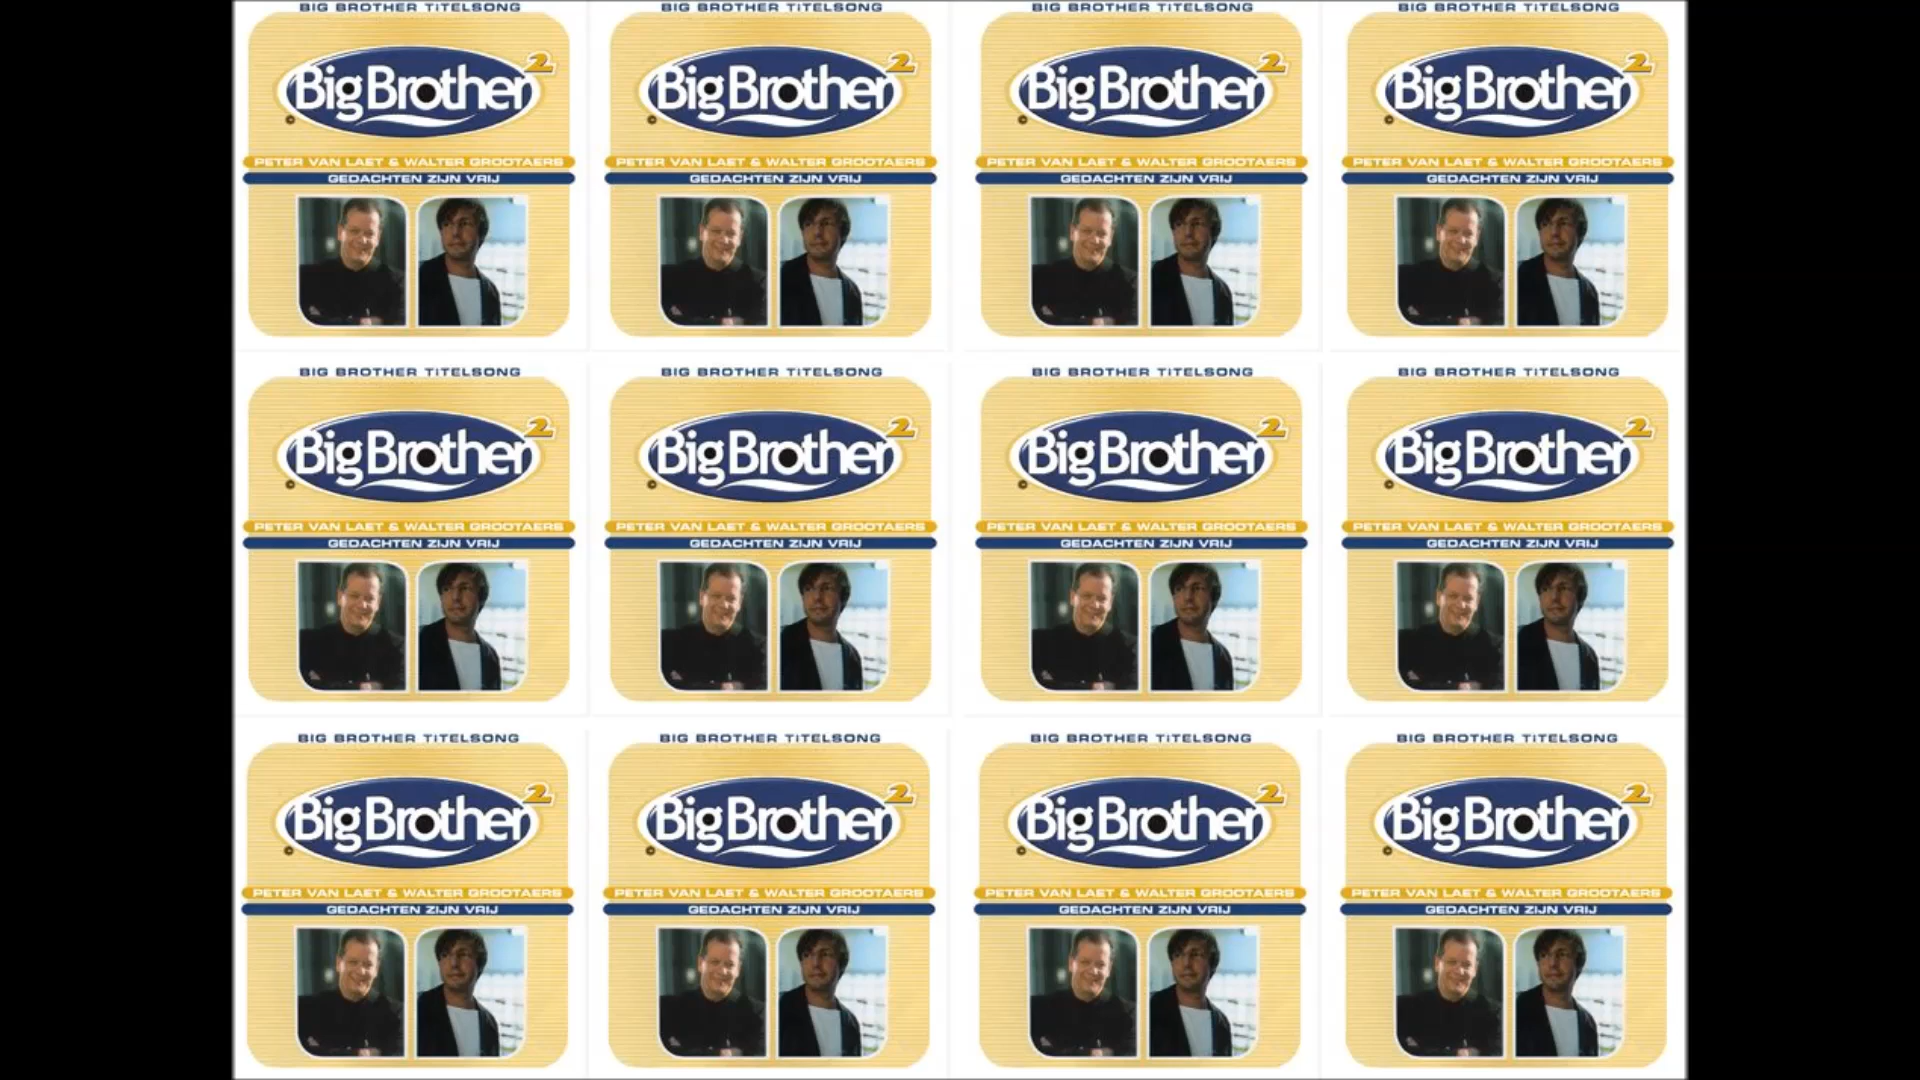 BIG BROTHER TiTELSONG BIG BROTHER TiTELSONG BIG BROTHER TiTELSONG BIG BROTHER TiTELSONG
Big Brother 2 Big Brother 2 Big Brother 2 Big Brother 2
PETER VAN LAET & WALTER GROOTAERS PETER VAN LAET & WALTER GROOTAERS PETER VAN LAET & WALTER GROOTAERS PETER VAN LAET & WALTER GROOTAERS
GEDACHTEN ZIJN VRIJ GEDACHTEN ZIJN VRIJ GEDACHTEN ZIJN VRIJ GEDACHTEN ZIJN VRIJ
BIG BROTHER TiTELSONG BIG BROTHER TiTELSONG BIG BROTHER TiTELSONG BIG BROTHER TiTELSONG
Big Brother 2 Big Brother 2 Big Brother 2 Big Brother 2
PETER VAN LAET & WALTER GROOTAERS PETER VAN LAET & WALTER GROOTAERS PETER VAN LAET & WALTER GROOTAERS PETER VAN LAET & WALTER GROOTAERS
GEDACHTEN ZIJN VRIJ GEDACHTEN ZIJN VRIJ GEDACHTEN ZIJN VRIJ GEDACHTEN ZIJN VRIJ
BIG BROTHER TiTELSONG BIG BROTHER TiTELSONG BIG BROTHER TiTELSONG BIG BROTHER TiTELSONG
Big Brother 2 Big Brother 2 Big Brother 2 Big Brother 2
PETER VAN LAET & WALTER GROOTAERS PETER VAN LAET & WALTER GROOTAERS PETER VAN LAET & WALTER GROOTAERS PETER VAN LAET & WALTER GROOTAERS
GEDACHTEN ZIJN VRIJ GEDACHTEN ZIJN VRIJ GEDACHTEN ZIJN VRIJ GEDACHTEN ZIJN VRIJ